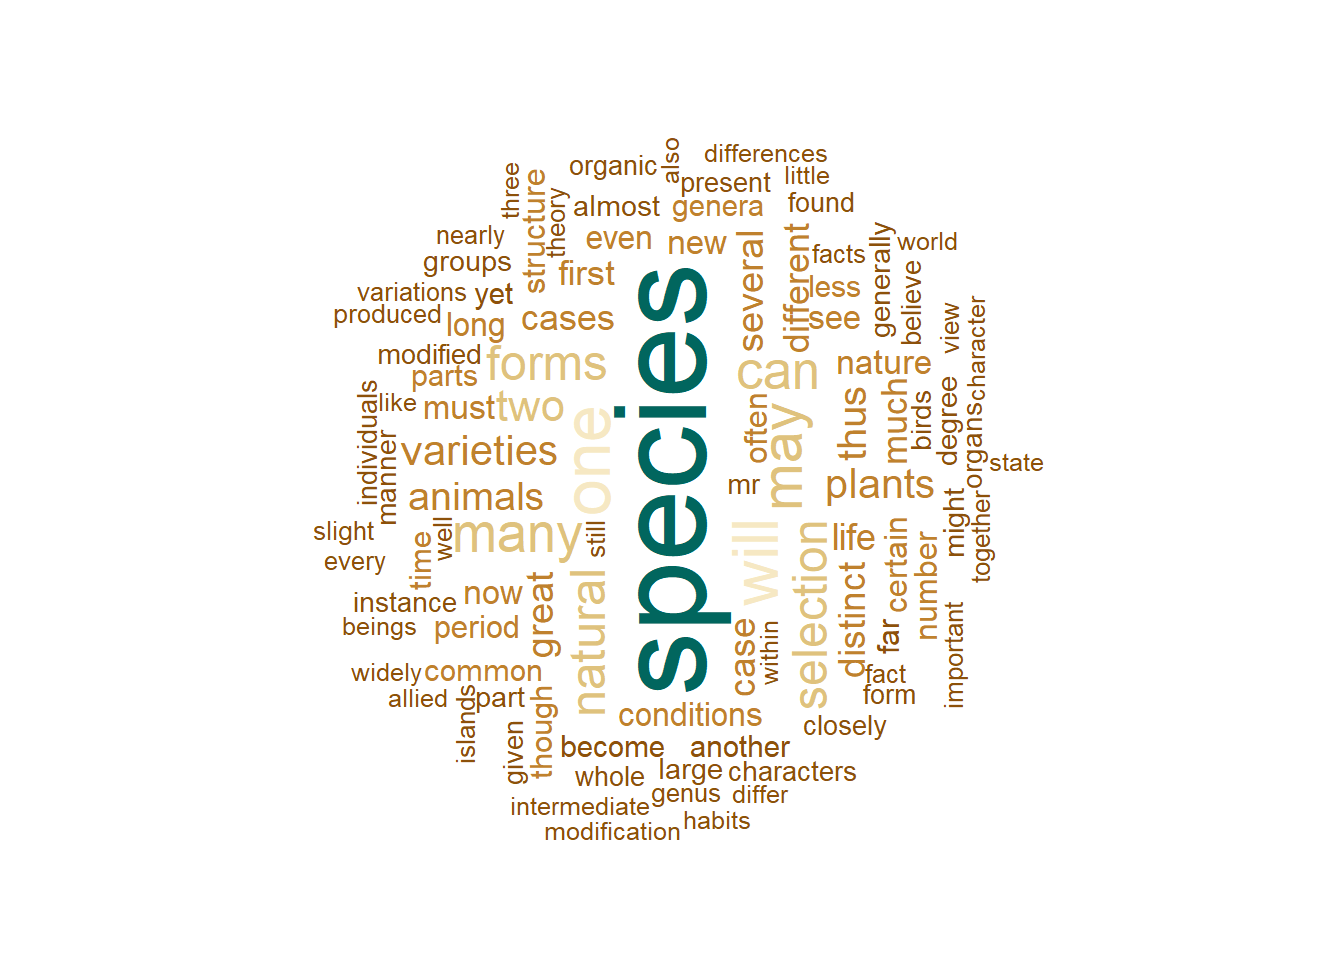 differences
also
organic
little
present
three
structure
theory
almost
genera
found
nearly
even
new
several
different
generally
world
facts
groups
first
believe
variations
yet
less
species
produced
long
cases
see
view
character
modified
forms
can
nature
parts
individuals
like
must
two
one
often
may
thus
much
birds
degree
organs
varieties
manner
state
animals
mr
plants
slight
well
many
still
will
selection
life
certain
might
together
every
time
number
instance
now
great
natural
distinct
beings
period
case
within
far
important
widely
common
fact
allied
part
form
islands
though
conditions
closely
given
become
another
whole
large
characters
intermediate
genus
differ
modification
habits